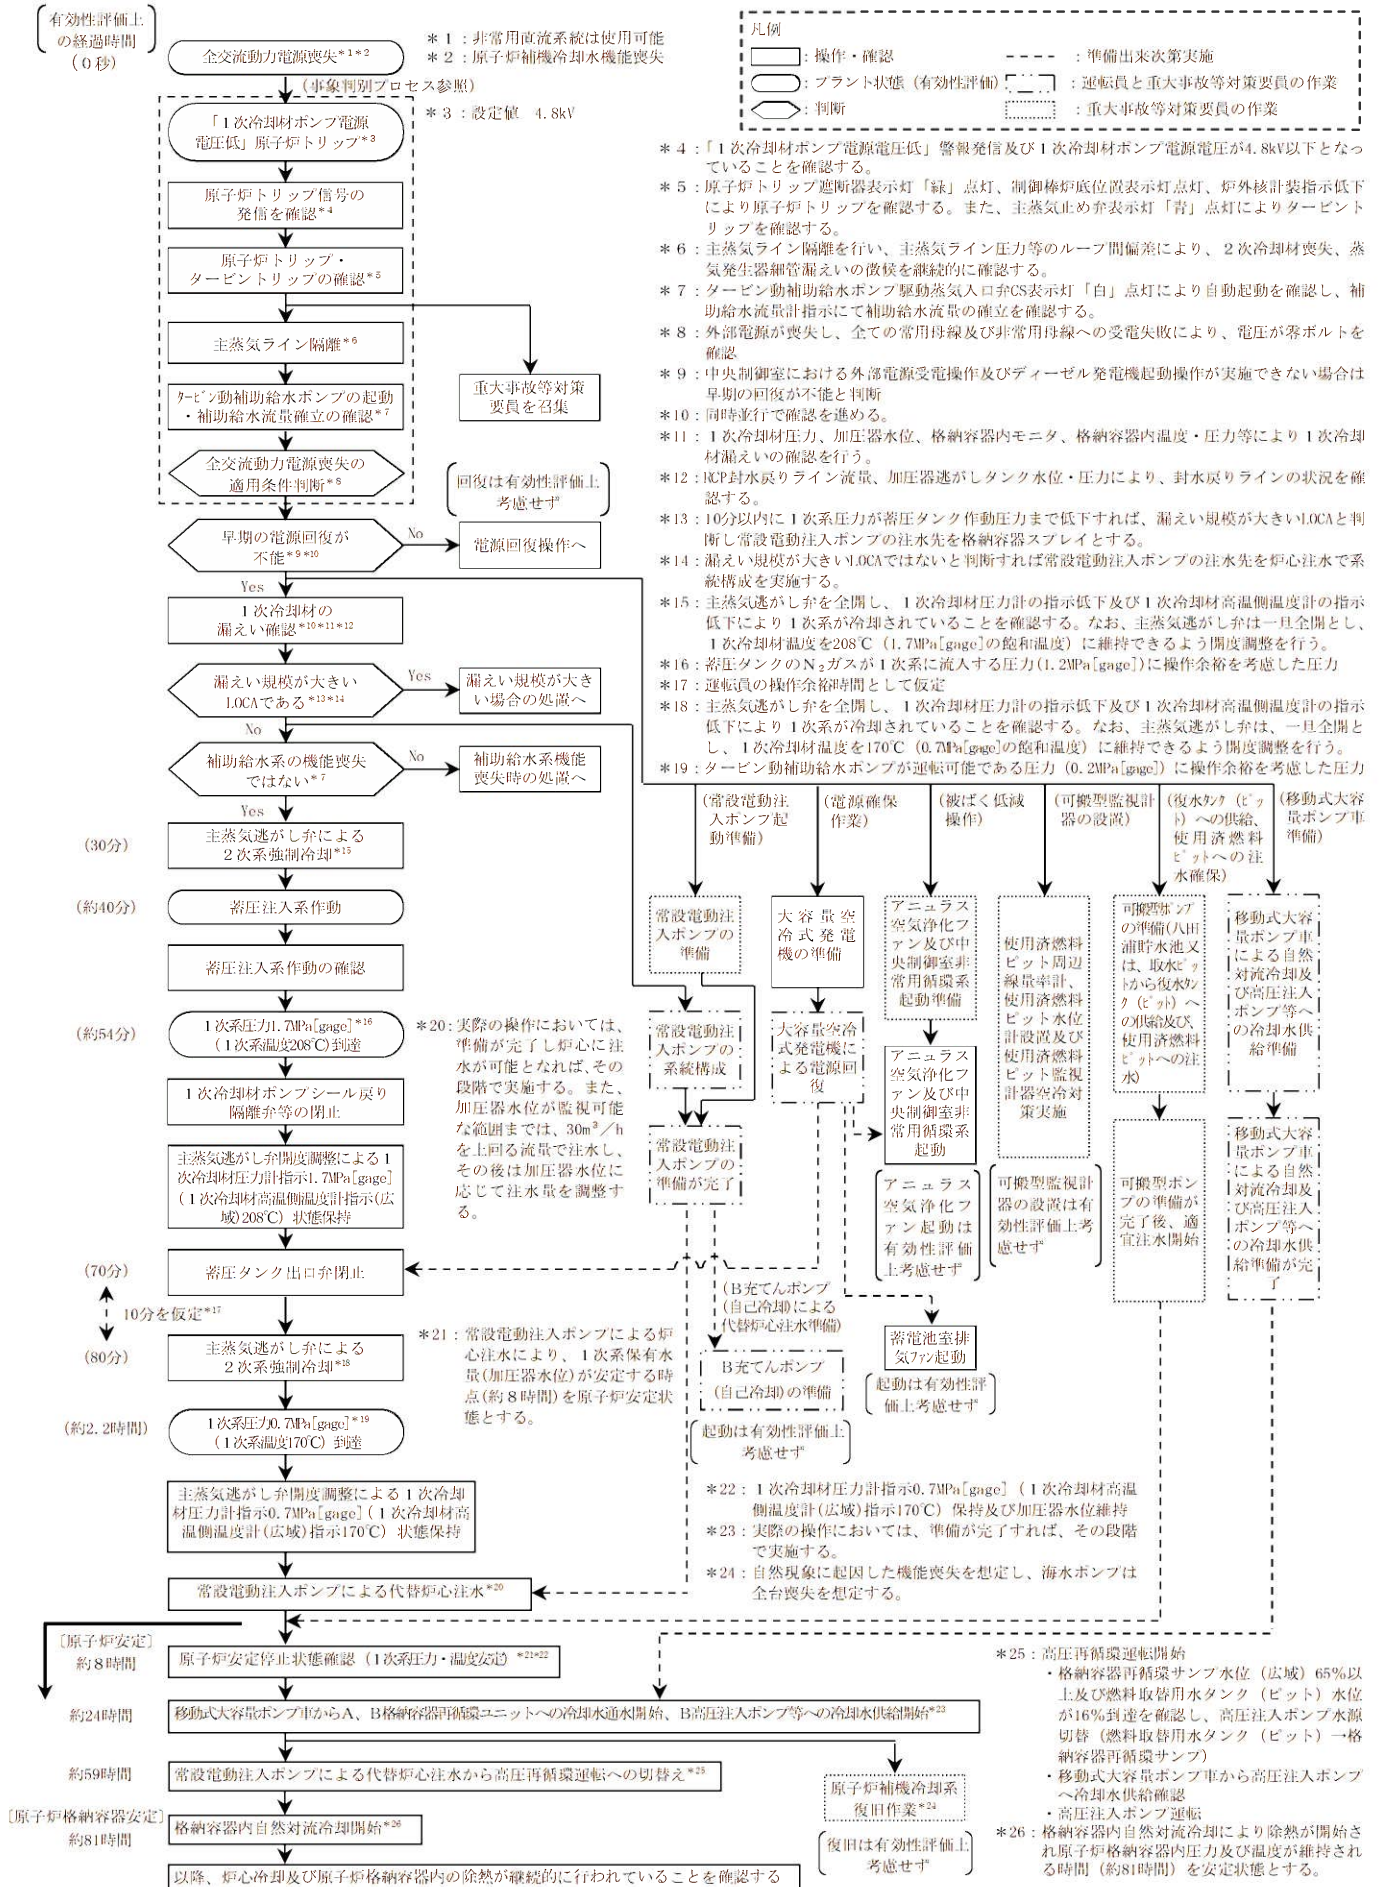 有効性評価上
の経過時間
(0秒)
全交流動力電源喪失*1*2
*1:非常用直流系統は使用可能
*2:原子炉補機冷却水機能喪失
(事象判別プロセス参照)
「1次冷却材ポンプ電源
電圧低」原子炉トリップ*3
*3:設定値 4.8kV
原子炉トリップ信号の
発信を確認*4
原子炉トリップ・
タービントリップの確認*5
主蒸気ライン隔離*6
タービン動補助給水ポンプの起動
・補助給水流量確立の確認*7
重大事故等対策
要員を召集
全交流動力電源喪失の
適用条件判断*8
回復は有効性評価上
考慮せず
早期の電源回復が
不能*9*10
No
電源回復操作へ
Yes
1次冷却材の
漏えい確認*10*11*12
漏えい規模が大きい
LOCAである*13*14
Yes
漏えい規模が大き
い場合の処置へ
No
補助給水系の機能喪失
ではない*7
No
補助給水系機能
喪失時の処置へ
Yes
凡例
:操作・確認
:準備出来次第実施
:プラント状態(有効性評価)
:運転員と重大事故等対策要員の作業
:判断
:重大事故等対策要員の作業
*4:「1次冷却材ポンプ電源電圧低」警報発信及び1次冷却材ポンプ電源電圧が4.8kV以下となっ
ていることを確認する。
*5:原子炉トリップ遮断器表示灯「緑」点灯、制御棒炉底位置表示灯点灯、炉外核計装指示低下
により原子炉トリップを確認する。また、主蒸気止め弁表示灯「青」点灯によりタービント
リップを確認する。
*6:主蒸気ライン隔離を行い、主蒸気ライン圧力等のループ間偏差により、2次冷却材喪失、蒸
気発生器細管漏えいの徴候を継続的に確認する。
*7:タービン動補助給水ポンプ駆動蒸気入口弁CS表示灯「白」点灯により自動起動を確認し、補
助給水流量計指示にて補助給水流量の確立を確認する。
*8:外部電源が喪失し、全ての常用母線及び非常用母線への受電失敗により、電圧が零ボルトを
確認
*9:中央制御室における外部電源受電操作及びディーゼル発電機起動操作が実施できない場合は
早期の回復が不能と判断
*10:同時並行で確認を進める。
*11:1次冷却材圧力、加圧器水位、格納容器内モニタ、格納容器内温度・圧力等により1次冷却
材漏えいの確認を行う。
*12:RCP封水戻りライン流量、加圧器逃がしタンク水位・圧力により、封水戻りラインの状況を確
認する。
*13:10分以内に1次系圧力が蓄圧タンク作動圧力まで低下すれば、漏えい規模が大きいLOCAと判
断し常設電動注入ポンプの注水先を格納容器スプレイとする。
*14:漏えい規模が大きいLOCAではないと判断すれば常設電動注入ポンプの注水先を炉心注水で系
統構成を実施する。
*15:主蒸気逃がし弁を全開し、1次冷却材圧力計の指示低下及び1次冷却材高温側温度計の指示
低下により1次系が冷却されていることを確認する。なお、主蒸気逃がし弁は一旦全開とし、
1次冷却材温度を208℃(1.7MPa[gage]の飽和温度)に維持できるよう開度調整を行う。
*16:蓄圧タンクのN₂ガスが1次系に流入する圧力(1.2MPa[gage])に操作余裕を考慮した圧力
*17:運転員の操作余裕時間として仮定
*18:主蒸気逃がし弁を全開し、1次冷却材圧力計の指示低下及び1次冷却材高温側温度計の指示
低下により1次系が冷却されていることを確認する。なお、主蒸気逃がし弁は、一旦全開と
し、1次冷却材温度を170℃(0.7MPa[gage]の飽和温度)に維持できるよう開度調整を行う。
*19:タービン動補助給水ポンプが運転可能である圧力(0.2MPa[gage])に操作余裕を考慮した圧力
(30分)
主蒸気逃がし弁による
2次系強制冷却*15
(約40分)
蓄圧注入系作動
蓄圧注入系作動の確認
(約54分)
1次系圧力1.7MPa[gage]*16
(1次系温度208℃)到達
1次冷却材ポンプシール戻り
隔離弁等の閉止
主蒸気逃がし弁開度調整による1
次冷却材圧力計指示1.7MPa[gage]
(1次冷却材高温側温度計指示(広
域)208℃)状態保持
(70分)
蓄圧タンク出口弁閉止
10分を仮定*17
(80分)
主蒸気逃がし弁による
2次系強制冷却*18
(約2.2時間)
1次系圧力0.7MPa[gage]*19
(1次系温度170℃)到達
主蒸気逃がし弁開度調整による1次冷却
材圧力計指示0.7MPa[gage](1次冷却材高
温側温度計(広域)指示170℃)状態保持
常設電動注入ポンプによる代替炉心注水*20
(常設電動注
入ポンプ起
動準備)
(電源確保
作業)
(被ばく低減
操作)
(可搬型監視計
器の設置)
(復水タンク(ピッ
ト)への供給、
使用済燃料
ピットへの注
水確保)
(移動式大容
量ポンプ車
準備)
常設電動注
入ポンプの
準備
大容量空
冷式発電
機の準備
アニュラス
空気浄化フ
ァン及び中
央制御室非
常用循環系
起動準備
使用済燃料
ピット周辺
線量率計、
使用済燃料
ピット水位
計設置及び
使用済燃料
ピット監視
計器空冷対
策実施
可搬型ポンプ
の準備(八田
浦貯水池又
は、取水ピッ
トから復水タン
ク(ピット)へ
の供給及び、
使用済燃料
ピットへの注
水)
移動式大容
量ポンプ車
による自然
対流冷却及
び高圧注入
ポンプ等へ
の冷却水供
給準備
常設電動注
入ポンプの
系統構成
大容量空冷
式発電機に
よる電源回
復
アニュラス
空気浄化フ
ァン及び中
央制御室非
常用循環系
起動
常設電動注
入ポンプの
準備が完了
アニュラス
空気浄化フ
ァン起動は
有効性評価
上考慮せず
可搬型監視計
器の設置は有
効性評価上考
慮せず
可搬型ポン
プの準備が
完了後、適
宜注水開始
移動式大容
量ポンプ車
による自然
対流冷却及
び高圧注入
ポンプ等へ
の冷却水供
給準備が完
了
*20:実際の操作においては、
準備が完了し炉心に注
水が可能となれば、その
段階で実施する。また、
加圧器水位が監視可能
な範囲までは、30m³/h
を上回る流量で注水し、
その後は加圧器水位に
応じて注水量を調整す
る。
*21:常設電動注入ポンプによる炉
心注水により、1次系保有水
量(加圧器水位)が安定する時
点(約8時間)を原子炉安定状
態とする。
(B充てんポンプ
(自己冷却)による
代替炉心注水準備)
B充てんポンプ
(自己冷却)の準備
起動は有効性評価上
考慮せず
蓄電池室排
気ファン起動
起動は有効性評
価上考慮せず
*22:1次冷却材圧力計指示0.7MPa[gage](1次冷却材高温
側温度計(広域)指示170℃)保持及び加圧器水位維持
*23:実際の操作においては、準備が完了すれば、その段階
で実施する。
*24:自然現象に起因した機能喪失を想定し、海水ポンプは
全台喪失を想定する。
[原子炉安定]
約8時間
原子炉安定停止状態確認(1次系圧力・温度安定)*21*22
約24時間
移動式大容量ポンプ車からA、B格納容器再循環ユニットへの冷却水通水開始、B高圧注入ポンプ等への冷却水供給開始*23
約59時間
常設電動注入ポンプによる代替炉心注水から高圧再循環運転への切替え*25
原子炉補機冷却系
復旧作業*24
復旧は有効性評価上
考慮せず
[原子炉格納容器安定]
約81時間
格納容器内自然対流冷却開始*26
以降、炉心冷却及び原子炉格納容器内の除熱が継続的に行われていることを確認する
*25:高圧再循環運転開始
・格納容器再循環サンプ水位(広域)65%以
上及び燃料取替用水タンク(ピット)水位
が16%到達を確認し、高圧注入ポンプ水源
切替(燃料取替用水タンク(ピット)→格
納容器再循環サンプ)
・移動式大容量ポンプ車から高圧注入ポンプ
へ冷却水供給確認
・高圧注入ポンプ運転
*26:格納容器内自然対流冷却により除熱が開始さ
れ原子炉格納容器内圧力及び温度が維持され
る時間(約81時間)を安定状態とする。